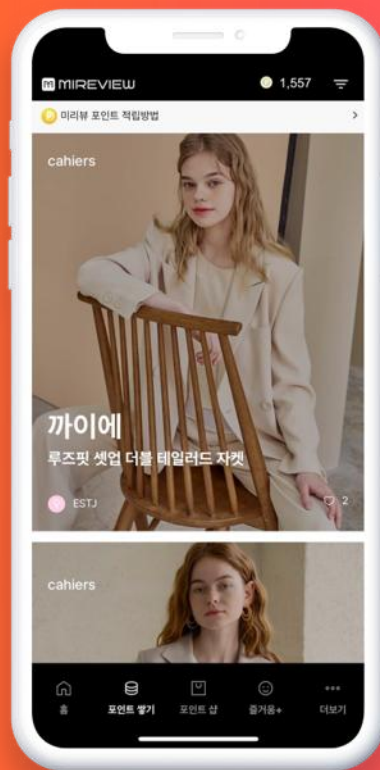 MIREVIEW
1,557
미리뷰 포인트 적립방법
cahiers
까이에
루즈핏 셋업 더블 테일러드 자켓
ESTJ
2
cahiers
홈
포인트 쌓기
포인트 샵
즐거움+
더보기